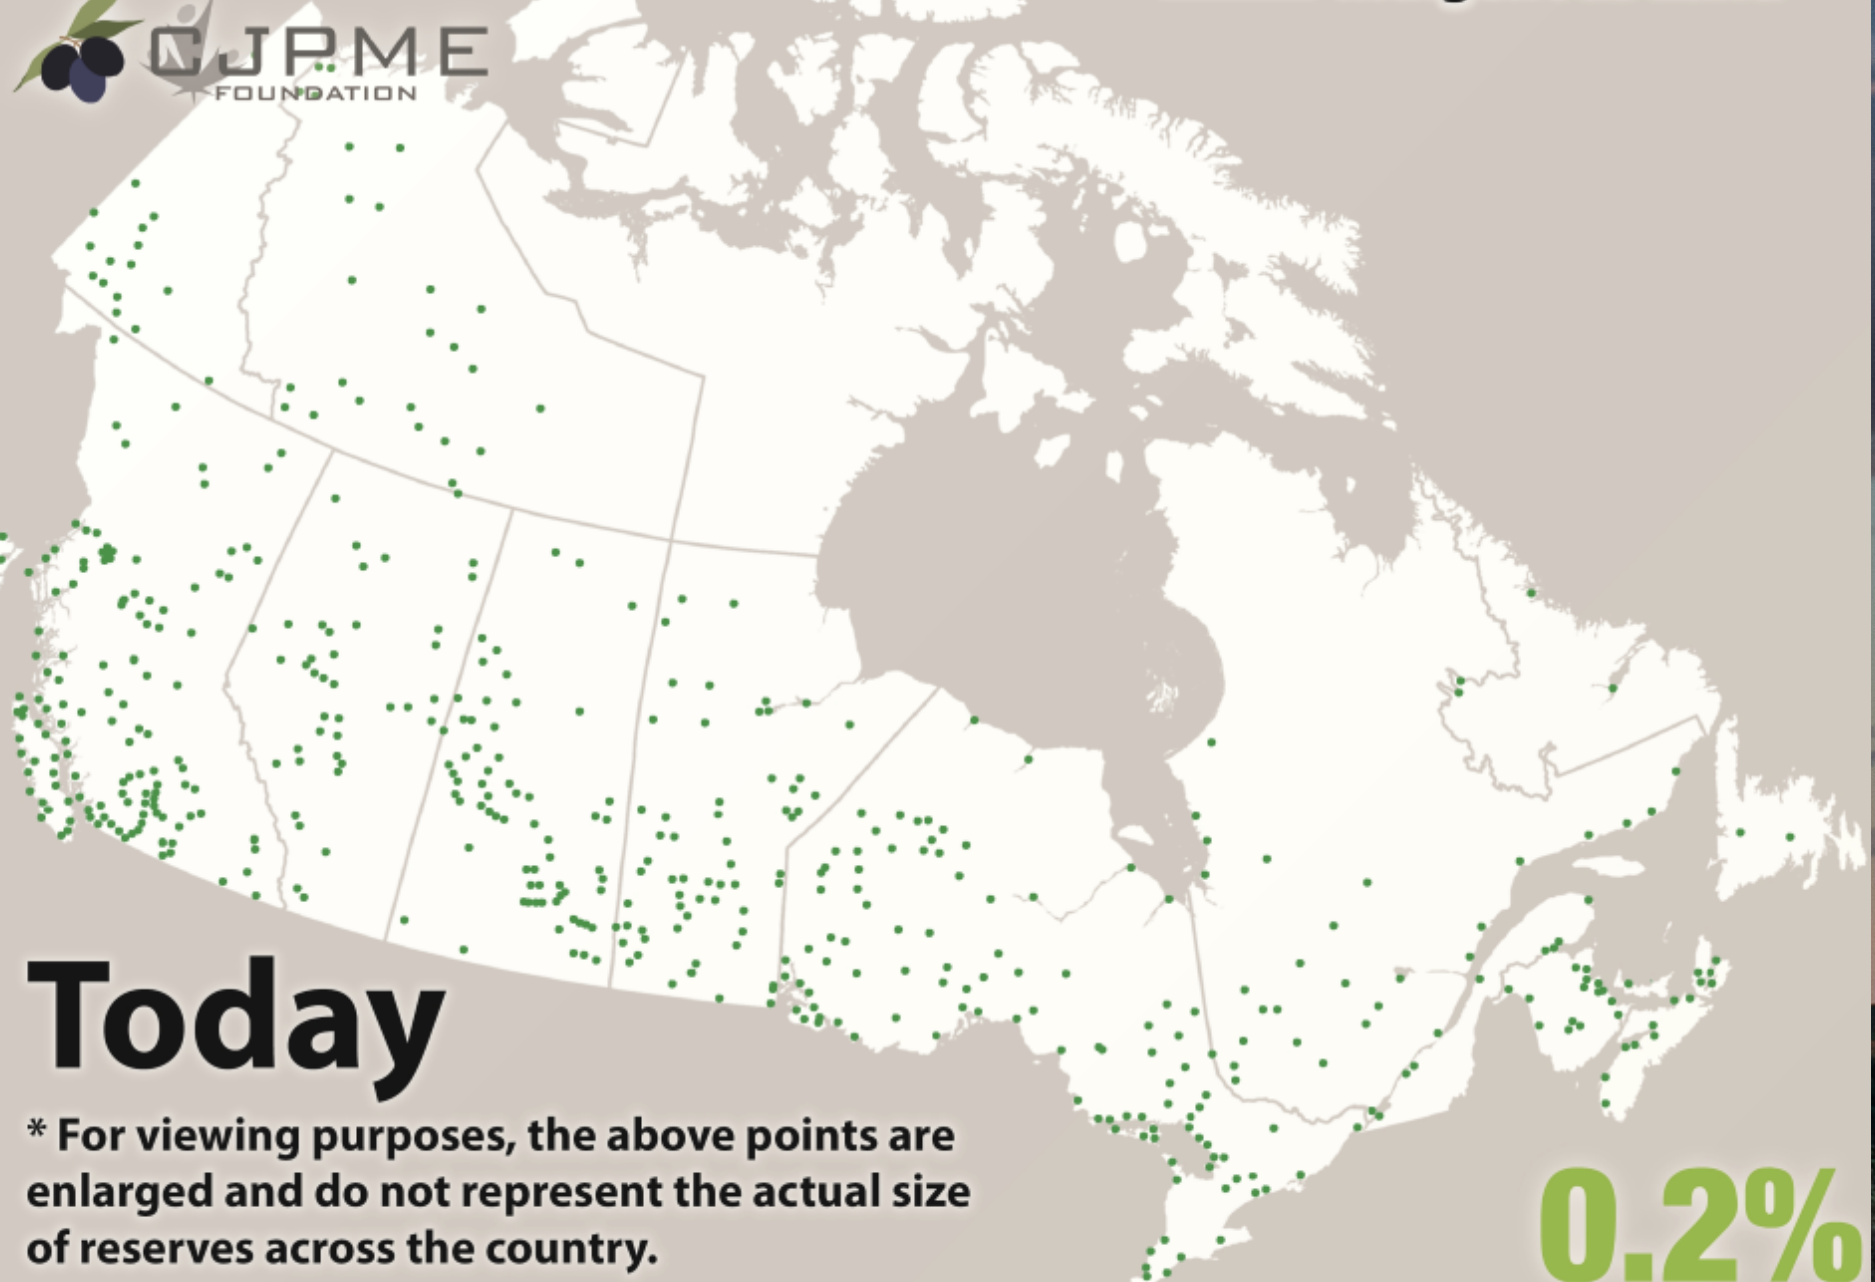 CJPME
FOUNDATION
Today
* For viewing purposes, the above points are
enlarged and do not represent the actual size
of reserves across the country.
0.2%